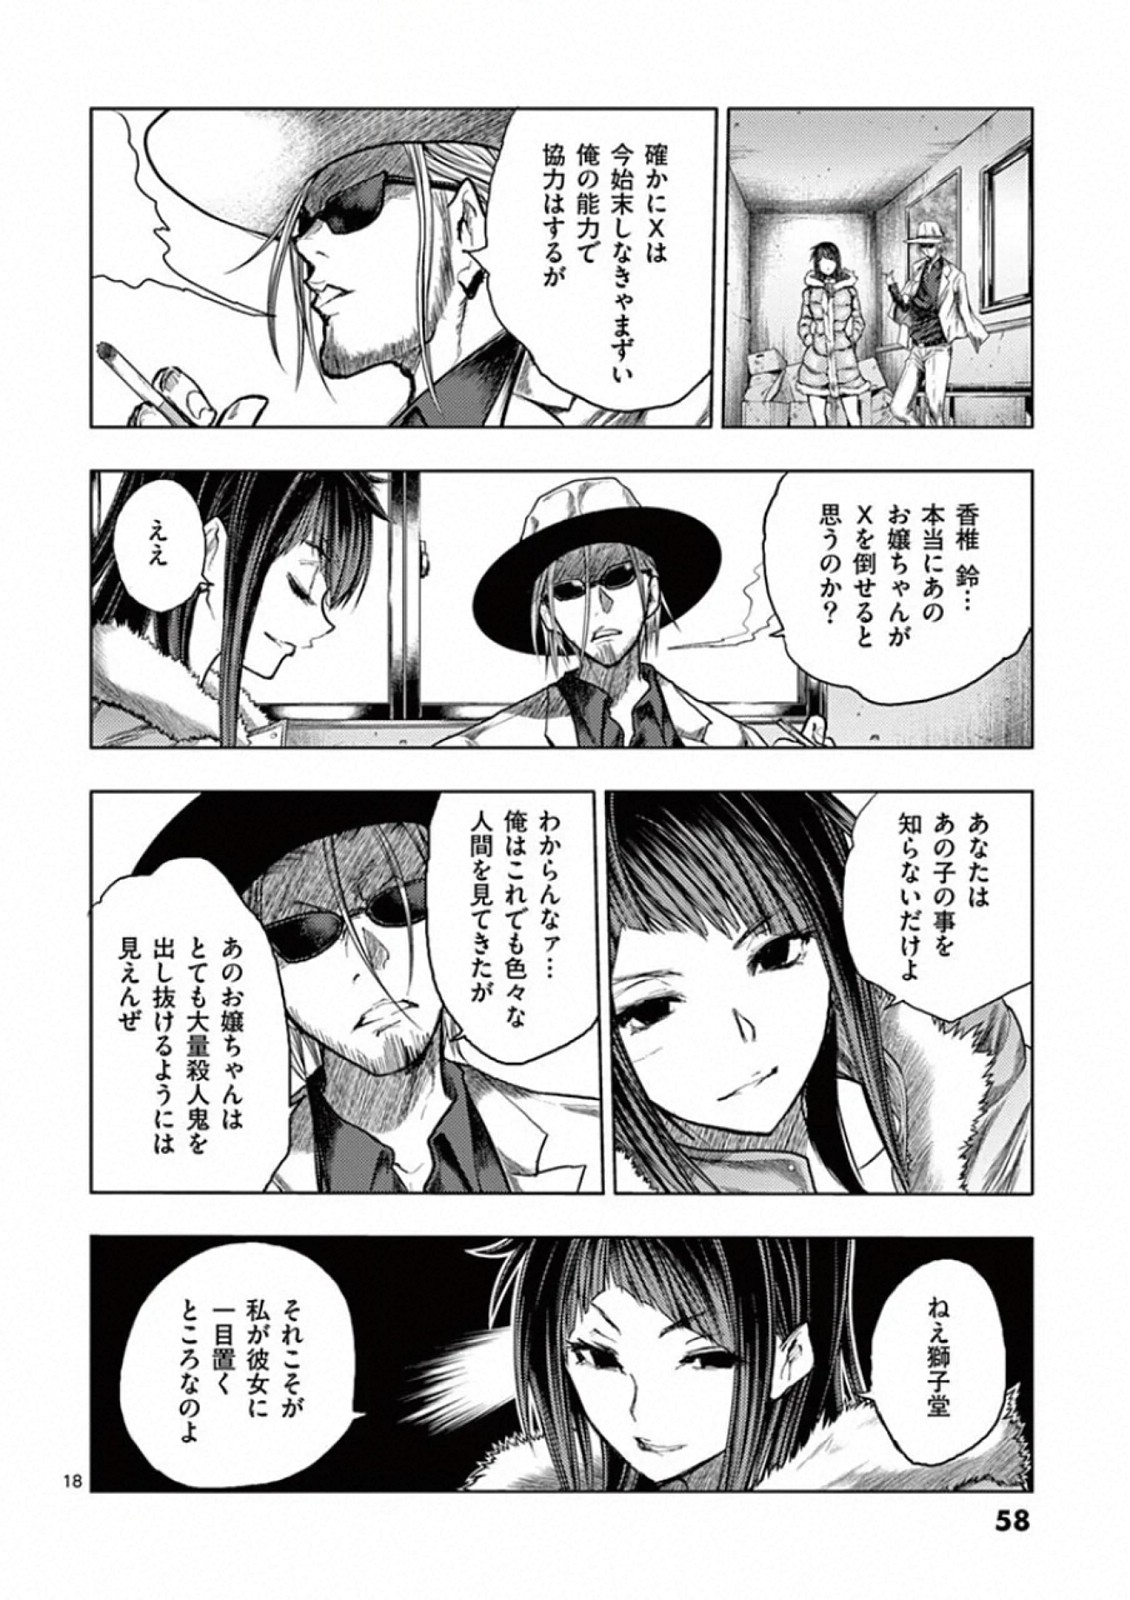 確かにXは
今始末しなきゃまずい
俺の能力で
協力はするが
香椎 鈴…
本当にあの
お嬢ちゃんが
Xを倒せると
思うのか?
ええ
あなたは
あの子の事を
知らないだけよ
わからんなァ…
俺はこれでも色々な
人間を見てきたが
あのお嬢ちゃんは
とても大量殺人鬼を
出し抜けるようには
見えんぜ
ねえ獅子堂
それこそが
私が彼女に
一目置く
ところなのよ
18
58